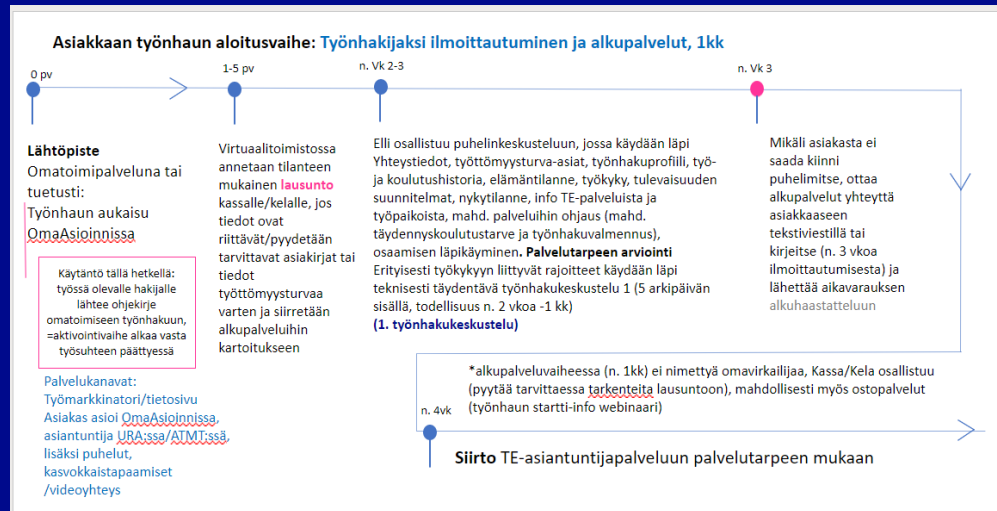 Asiakkaan työnhaun aloitusvaihe: Työnhakijaksi ilmoittautuminen ja alkupalvelut, 1kk
0 pv
1-5 pv
n. Vk 2-3
n. Vk 3
Lähtöpiste
Omatoimipalveluna tai
tuetusti:
Työnhaun aukaisu
OmaAsioinnissa
Käytäntö tällä hetkellä:
työssä olevalle hakijalle
lähtee ohjekirje
omatoimiseen työnhakuun,
=aktivointivaihe alkaa vasta
työsuhteen päättyessä
Palvelukanavat:
Työmarkkinatori/tietosivu
Asiakas asioi OmaAsioinnissa,
asiantuntija URA:ssa/ATMT:ssä,
lisäksi puhelut,
kasvokkaistapaamiset
/videoyhteys
Virtuaalitoimistossa
annetaan tilanteen
mukainen lausunto
kassalle/kelalle, jos
tiedot ovat
riittävät/pyydetään
tarvittavat asiakirjat tai
tiedot
työttömyysturvaa
varten ja siirretään
alkupalveluihin
kartoitukseen
Elli osallistuu puhelinkeskusteluun, jossa käydään läpi
Yhteystiedot, työttömyysturva-asiat, työnhakuprofiili, työ-
ja koulutushistoria, elämäntilanne, työkyky, tulevaisuuden
suunnitelmat, nykytilanne, info TE-palveluista ja
työpaikoista, mahd. palveluihin ohjaus (mahd.
täydennyskoulutustarve ja työnhakuvalmennus),
osaamisen läpikäyminen. Palvelutarpeen arviointi
Erityisesti työkykyyn liittyvät rajoitteet käydään läpi
teknisesti täydentävä työnhakukeskustelu 1 (5 arkipäivän
sisällä, todellisuus n. 2 vkoa -1 kk)
(1. työnhakukeskustelu)
Mikäli asiakasta ei
saada kiinni
puhelimitse, ottaa
alkupalvelut yhteyttä
asiakkaaseen
tekstiviestillä tai
kirjeitse (n. 3 vkoa
ilmoittautumisesta) ja
lähettää aikavarauksen
alkuhaastatteluun
*alkupalveluvaiheessa (n. 1kk) ei nimettyä omavirkailijaa, Kassa/Kela osallistuu
(pyytää tarvittaessa tarkenteita lausuntoon), mahdollisesti myös ostopalvelut
(työnhaun startti-info webinaari)
n. 4vk
Siirto TE-asiantuntijapalveluun palvelutarpeen mukaan